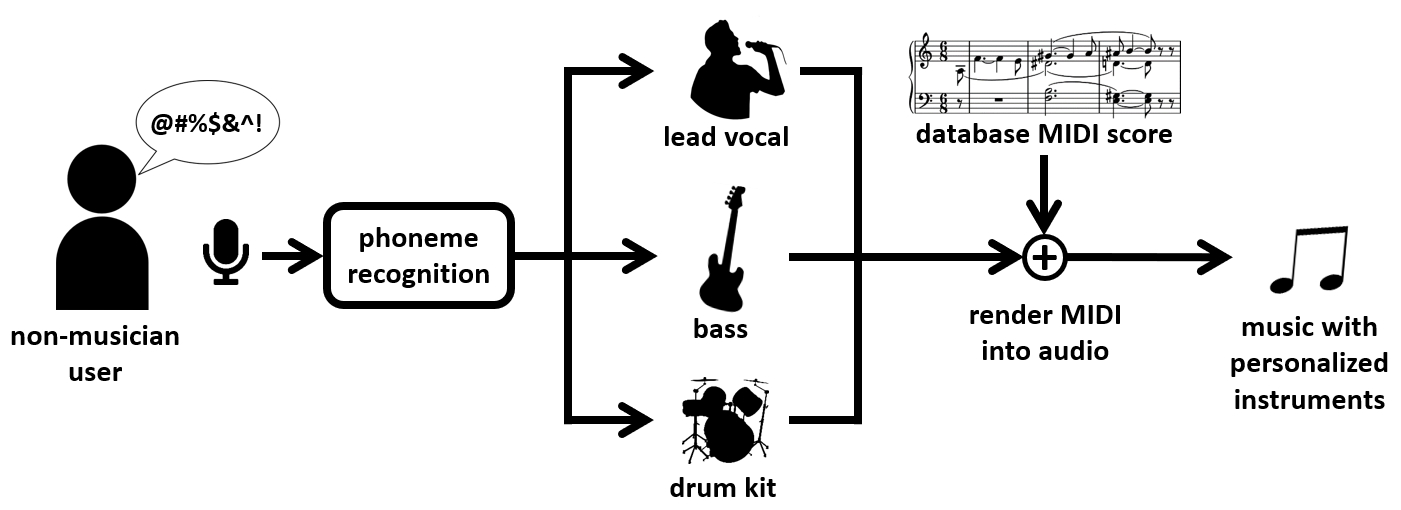 @#%$&^!
non-musician
user
phoneme
recognition
lead vocal
bass
drum kit
database MIDI score
render MIDI
into audio
music with
personalized
instruments